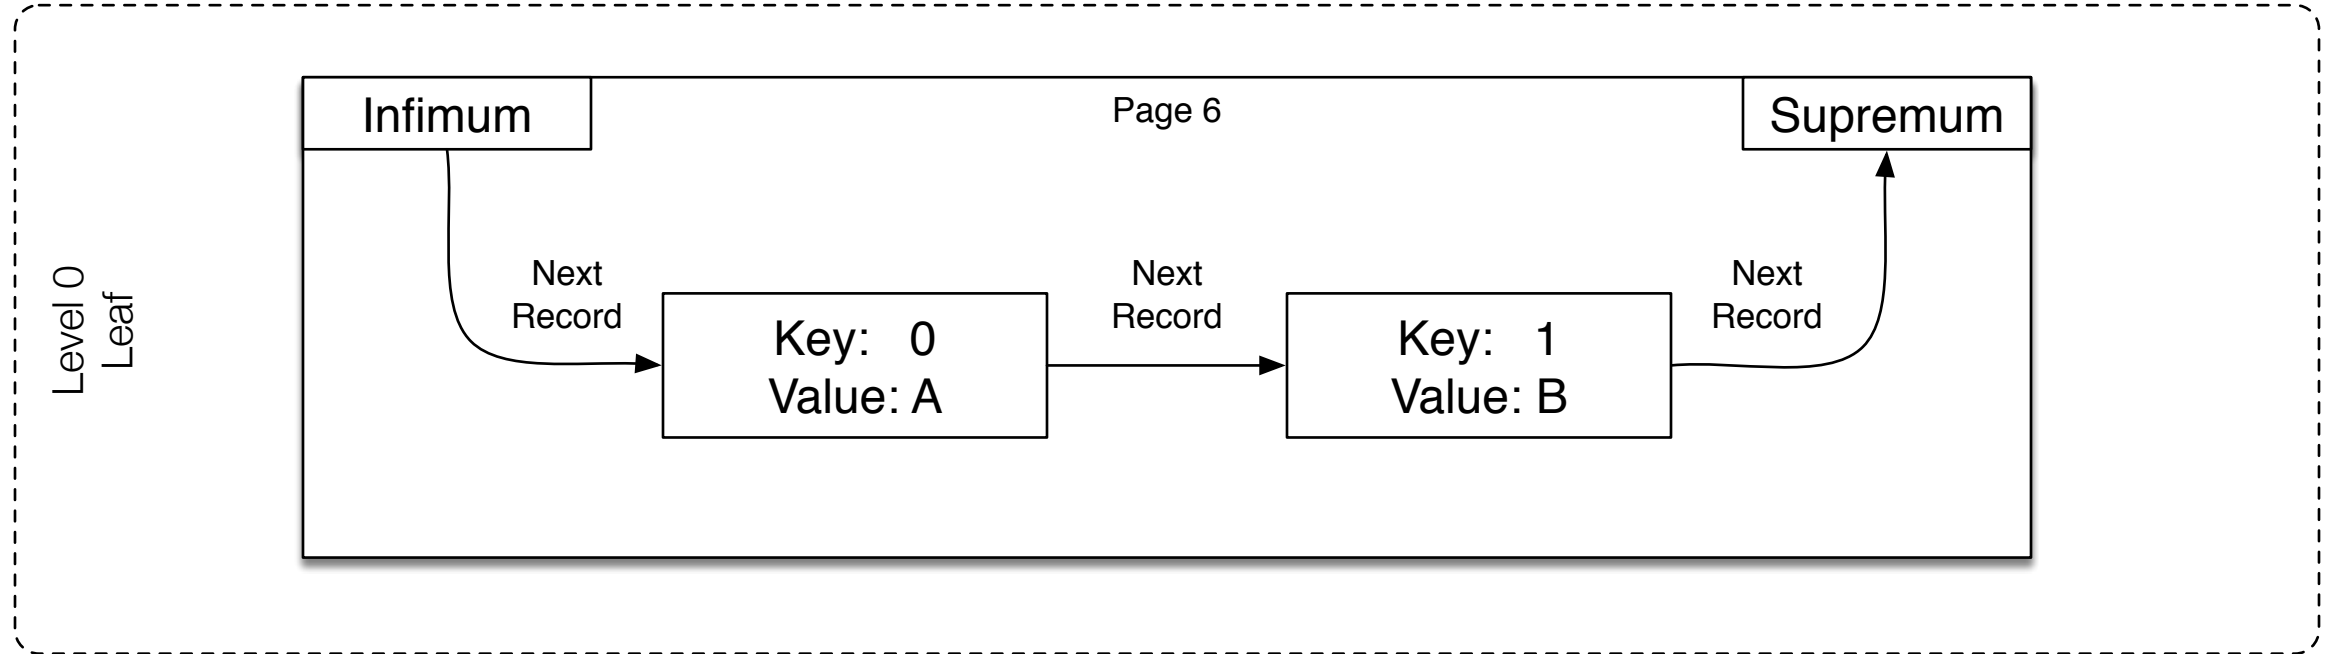 Level 0
Leaf
Infimum
Page 6
Supremum
Next
Record
Next
Record
Next
Record
Key: 0
Value: A
Key: 1
Value: B